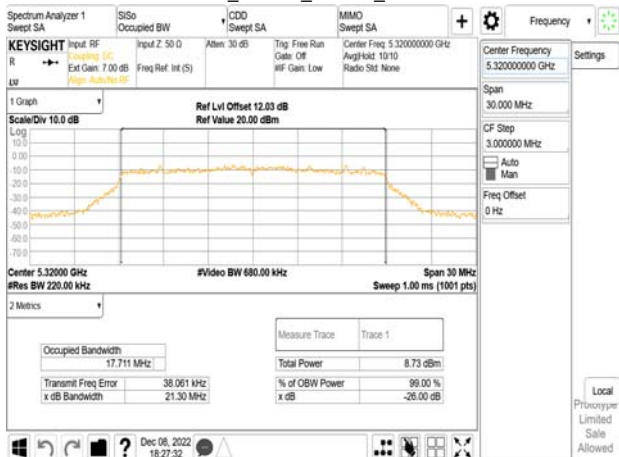 Spectrum Analyzer 1
Swept SA
SiSo
Occupied BW
CDD
Swept SA
MIMO
Swept SA
Frequency
KEYSIGHT
R
Input: RF
Coupling: DC
Ext Gain: 7.00 dB
Align: Auto/No RF
Input Z: 50 Ω
Freq Ref: Int (S)
Atten: 30 dB
Trig: Free Run
Gate: Off
#IF Gain: Low
Center Freq: 5.320000000 GHz
Avg|Hold: 10/10
Radio Std: None
Center Frequency
5.320000000 GHz
Settings
Span
30.000 MHz
CF Step
3.000000 MHz
Auto
Man
Freq Offset
0 Hz
1 Graph
Scale/Div 10.0 dB
Ref Lvl Offset 12.03 dB
Ref Value 20.00 dBm
Log
10.0
0.00
-10.0
-20.0
-30.0
-40.0
-50.0
-60.0
-70.0
Center 5.32000 GHz
#Res BW 220.00 kHz
#Video BW 680.00 kHz
Span 30 MHz
Sweep 1.00 ms (1001 pts)
2 Metrics
Measure Trace Trace 1
Occupied Bandwidth
17.711 MHz
Total Power 8.73 dBm
Transmit Freq Error 38.061 kHz
% of OBW Power 99.00 %
x dB Bandwidth 21.30 MHz
x dB -26.00 dB
Local
Prototype
Limited
Sale
Allowed
Dec 08, 2022
18:27:32